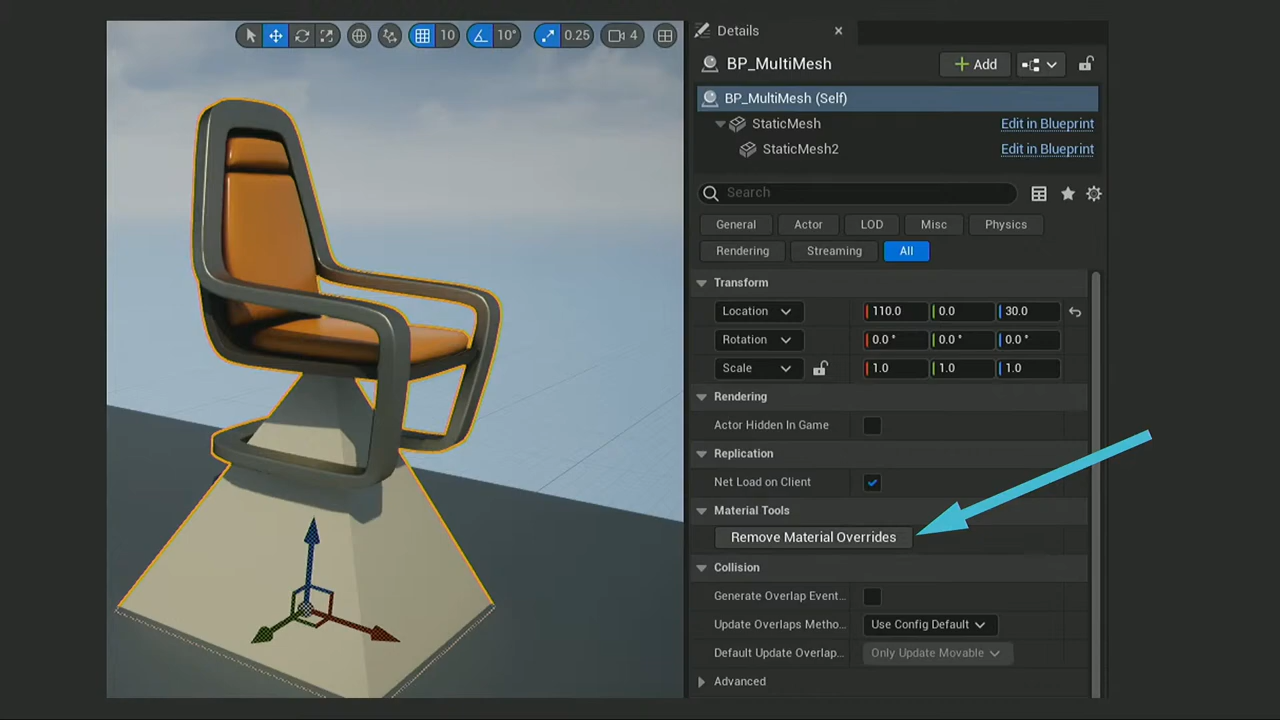 10
10°
0.25
4
Details
BP_MultiMesh
Add
BP_MultiMesh (Self)
StaticMesh
Edit in Blueprint
StaticMesh2
Edit in Blueprint
Search
General
Actor
LOD
Misc
Physics
Rendering
Streaming
All
Transform
Location
110.0
0.0
30.0
Rotation
0.0 °
0.0 °
0.0 °
Scale
1.0
1.0
1.0
Rendering
Actor Hidden In Game
Replication
Net Load on Client
Material Tools
Remove Material Overrides
Collision
Generate Overlap Event...
Update Overlaps Metho...
Use Config Default
Default Update Overlap...
Only Update Movable
Advanced